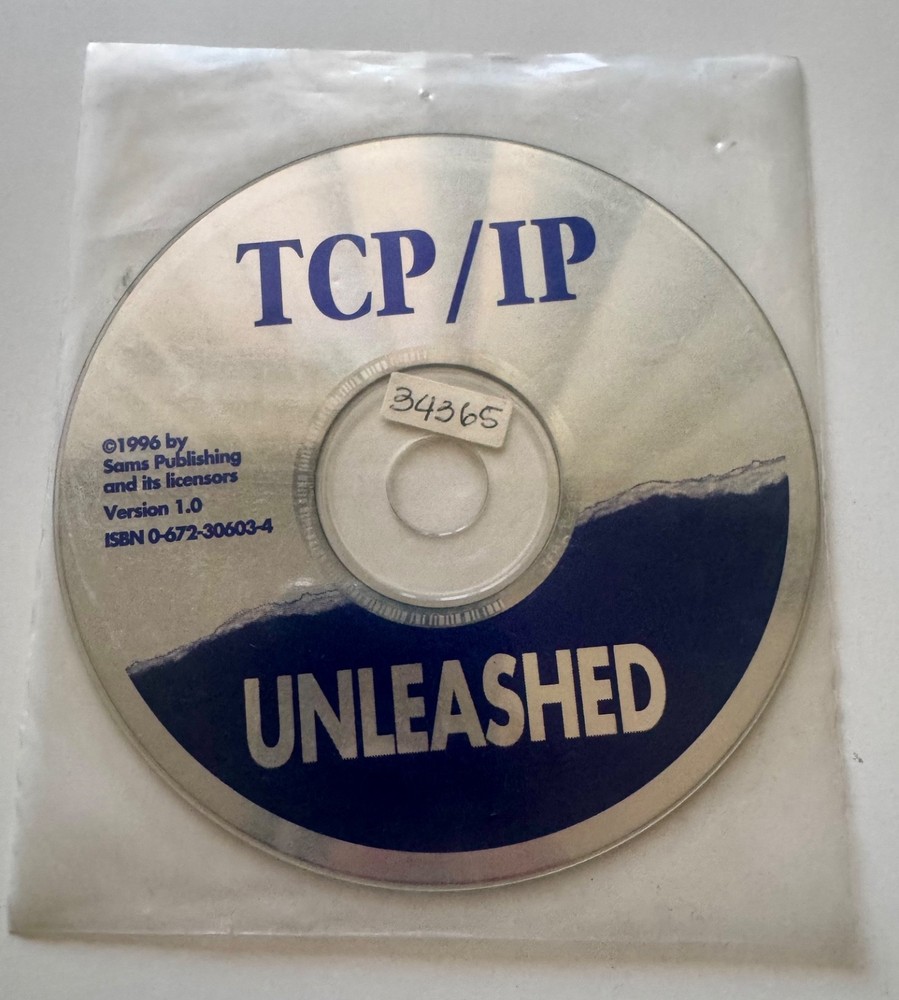 TCP/IP
34365
©1996 by
Sams Publishing
and its licensors
Version 1.0
ISBN 0-672-30603-4
UNLEASHED